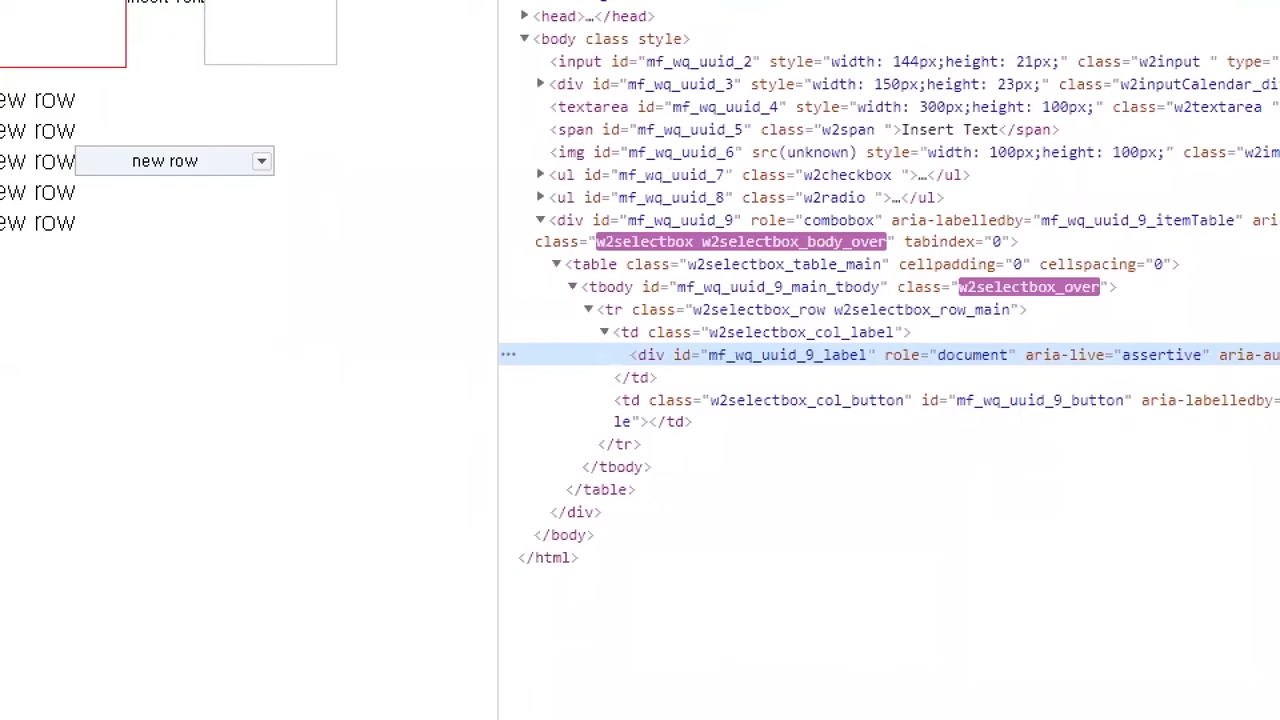 Insert Text
ew row
ew row
ew row
new row
ew row
ew row
<head>…</head>
<body class style>
<input id="mf_wq_uuid_2" style="width: 144px;height: 21px;" class="w2input " type="
<div id="mf_wq_uuid_3" style="width: 150px;height: 23px;" class="w2inputCalendar_di
<textarea id="mf_wq_uuid_4" style="width: 300px;height: 100px;" class="w2textarea "
<span id="mf_wq_uuid_5" class="w2span ">Insert Text</span>
<img id="mf_wq_uuid_6" src(unknown) style="width: 100px;height: 100px;" class="w2im
<ul id="mf_wq_uuid_7" class="w2checkbox ">…</ul>
<ul id="mf_wq_uuid_8" class="w2radio ">…</ul>
<div id="mf_wq_uuid_9" role="combobox" aria-labelledby="mf_wq_uuid_9_itemTable" ari
class="w2selectbox w2selectbox_body_over" tabindex="0">
<table class="w2selectbox_table_main" cellpadding="0" cellspacing="0">
<tbody id="mf_wq_uuid_9_main_tbody" class="w2selectbox_over">
<tr class="w2selectbox_row w2selectbox_row_main">
<td class="w2selectbox_col_label">
<div id="mf_wq_uuid_9_label" role="document" aria-live="assertive" aria-au
</td>
<td class="w2selectbox_col_button" id="mf_wq_uuid_9_button" aria-labelledby=
le"></td>
</tr>
</tbody>
</table>
</div>
</body>
</html>